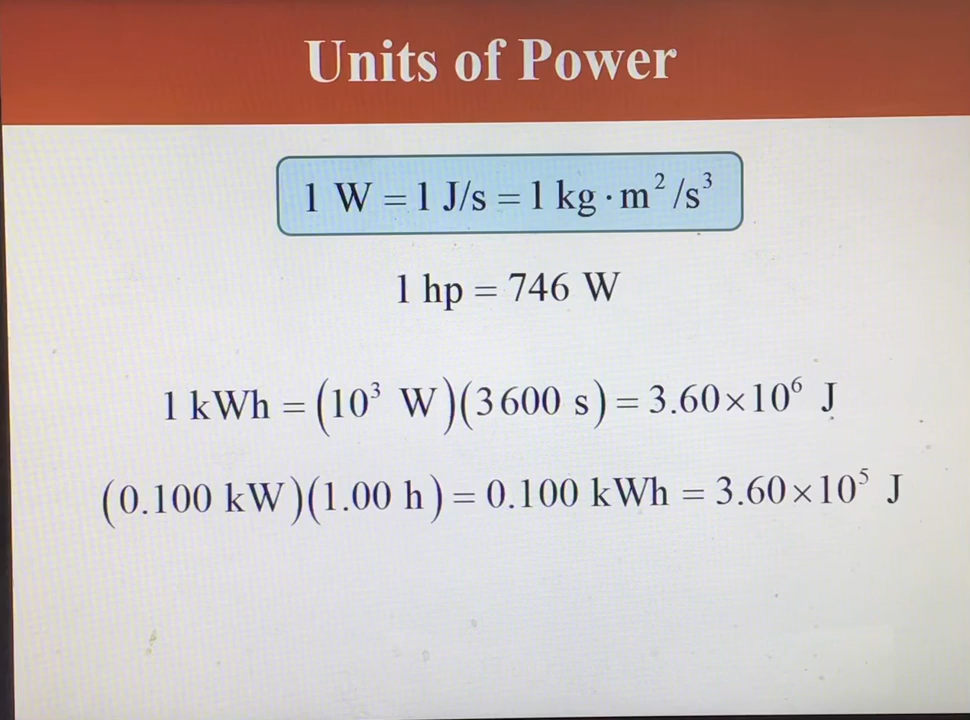 Units of Power
1 W = 1 J/s = 1 kg · m²/s³
1 hp = 746 W
1 kWh = (10³ W)(3600 s) = 3.60×10⁶ J
(0.100 kW)(1.00 h) = 0.100 kWh = 3.60×10⁵ J